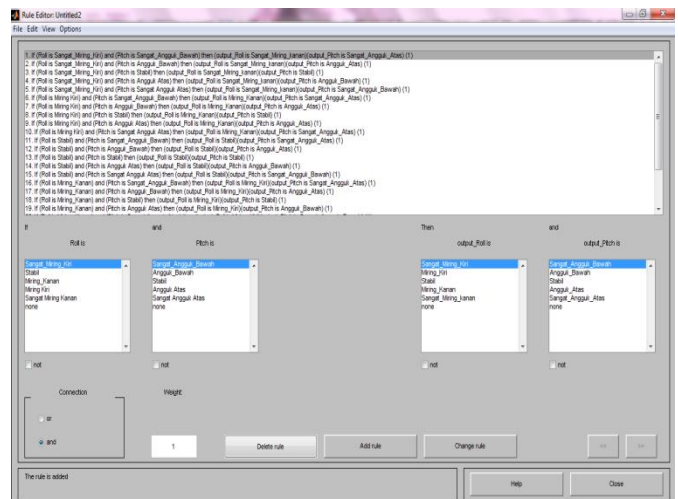 Rule Editor: Untitled2
File Edit View Options
1. If (Roll is Sangat_Miring_Kiri) and (Pitch is Sangat_Angguk_Bawah) then (output_Roll is Sangat_Miring_kanan)(output_Pitch is Sangat_Angguk_Atas) (1)
2. If (Roll is Sangat_Miring_Kiri) and (Pitch is Angguk_Bawah) then (output_Roll is Sangat_Miring_kanan)(output_Pitch is Angguk_Atas) (1)
3. If (Roll is Sangat_Miring_Kiri) and (Pitch is Stabil) then (output_Roll is Sangat_Miring_kanan)(output_Pitch is Stabil) (1)
4. If (Roll is Sangat_Miring_Kiri) and (Pitch is Angguk Atas) then (output_Roll is Sangat_Miring_kanan)(output_Pitch is Angguk_Bawah) (1)
5. If (Roll is Sangat_Miring_Kiri) and (Pitch is Sangat Angguk Atas) then (output_Roll is Sangat_Miring_kanan)(output_Pitch is Sangat_Angguk_Bawah) (1)
6. If (Roll is Miring Kiri) and (Pitch is Sangat_Angguk_Bawah) then (output_Roll is Miring_Kanan)(output_Pitch is Sangat_Angguk_Atas) (1)
7. If (Roll is Miring Kiri) and (Pitch is Angguk_Bawah) then (output_Roll is Miring_Kanan)(output_Pitch is Angguk_Atas) (1)
8. If (Roll is Miring Kiri) and (Pitch is Stabil) then (output_Roll is Miring_Kanan)(output_Pitch is Stabil) (1)
9. If (Roll is Miring Kiri) and (Pitch is Angguk Atas) then (output_Roll is Miring_Kanan)(output_Pitch is Angguk_Atas) (1)
10. If (Roll is Miring Kiri) and (Pitch is Sangat Angguk Atas) then (output_Roll is Miring_Kanan)(output_Pitch is Sangat_Angguk_Atas) (1)
11. If (Roll is Stabil) and (Pitch is Sangat_Angguk_Bawah) then (output_Roll is Stabil)(output_Pitch is Sangat_Angguk_Atas) (1)
12. If (Roll is Stabil) and (Pitch is Angguk_Bawah) then (output_Roll is Stabil)(output_Pitch is Angguk_Atas) (1)
13. If (Roll is Stabil) and (Pitch is Stabil) then (output_Roll is Stabil)(output_Pitch is Stabil) (1)
14. If (Roll is Stabil) and (Pitch is Angguk Atas) then (output_Roll is Stabil)(output_Pitch is Angguk_Bawah) (1)
15. If (Roll is Stabil) and (Pitch is Sangat Angguk Atas) then (output_Roll is Stabil)(output_Pitch is Sangat_Angguk_Bawah) (1)
16. If (Roll is Miring_Kanan) and (Pitch is Sangat_Angguk_Bawah) then (output_Roll is Miring_Kiri)(output_Pitch is Sangat_Angguk_Atas) (1)
17. If (Roll is Miring_Kanan) and (Pitch is Angguk_Bawah) then (output_Roll is Miring_Kiri)(output_Pitch is Angguk_Atas) (1)
18. If (Roll is Miring_Kanan) and (Pitch is Stabil) then (output_Roll is Miring_Kiri)(output_Pitch is Stabil) (1)
19. If (Roll is Miring_Kanan) and (Pitch is Angguk Atas) then (output_Roll is Miring_Kiri)(output_Pitch is Angguk_Bawah) (1)
If and Then and
Roll is Pitch is output_Roll is output_Pitch is
Sangat_Miring_Kiri Sangat_Angguk_Bawah Sangat_Miring_Kiri Sangat_Angguk_Bawah
Stabil Angguk_Bawah Miring_Kiri Angguk_Bawah
Miring_Kanan Stabil Stabil Stabil
Miring Kiri Angguk Atas Miring_Kanan Angguk_Atas
Sangat Miring Kanan Sangat Angguk Atas Sangat_Miring_kanan Sangat_Angguk_Atas
none none none none
not not not not
Connection Weight:
or
and 1 Delete rule Add rule Change rule << >>
The rule is added Help Close